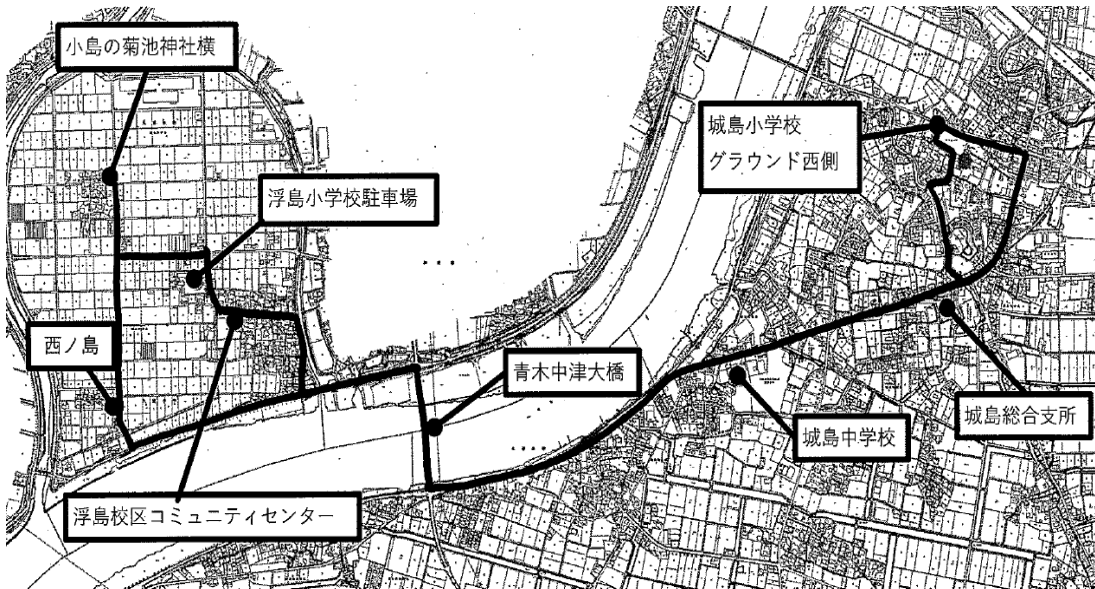 小島の菊池神社横
城島小学校
グラウンド西側
浮島小学校駐車場
西ノ島
青木中津大橋
城島総合支所
城島中学校
浮島校区コミュニティセンター